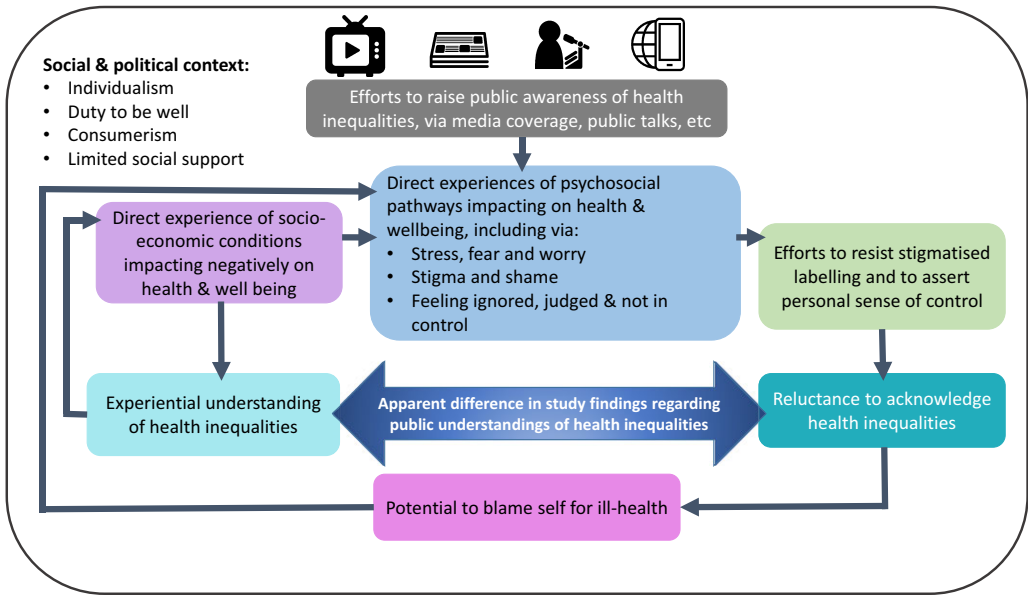 Social & political context:
• Individualism
• Duty to be well
• Consumerism
• Limited social support
Efforts to raise public awareness of health
inequalities, via media coverage, public talks, etc
Direct experience of socio-
economic conditions
impacting negatively on
health & well being
Direct experiences of psychosocial
pathways impacting on health &
wellbeing, including via:
• Stress, fear and worry
• Stigma and shame
• Feeling ignored, judged & not in
control
Efforts to resist stigmatised
labelling and to assert
personal sense of control
Experiential understanding
of health inequalities
Apparent difference in study findings regarding
public understandings of health inequalities
Reluctance to acknowledge
health inequalities
Potential to blame self for ill-health